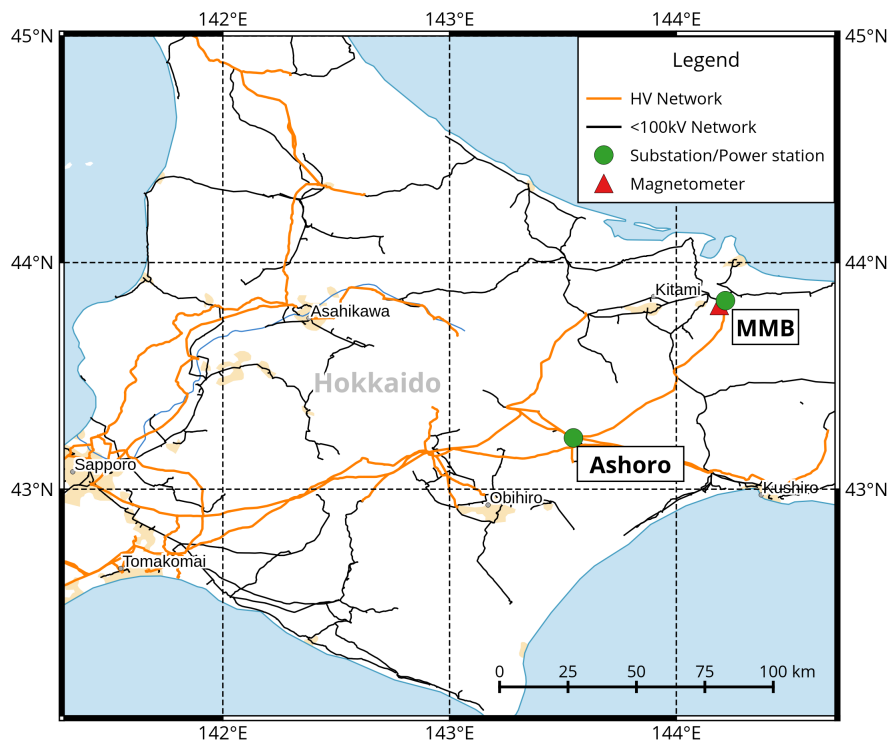 142°E 143°E 144°E
45°N 45°N
Legend
HV Network
<100kV Network
Substation/Power station
Magnetometer
44°N 44°N
Kitami
Asahikawa
MMB
Hokkaido
Sapporo
Ashoro
43°N 43°N
Obihiro
Kushiro
Tomakomai
0 25 50 75 100 km
142°E 143°E 144°E